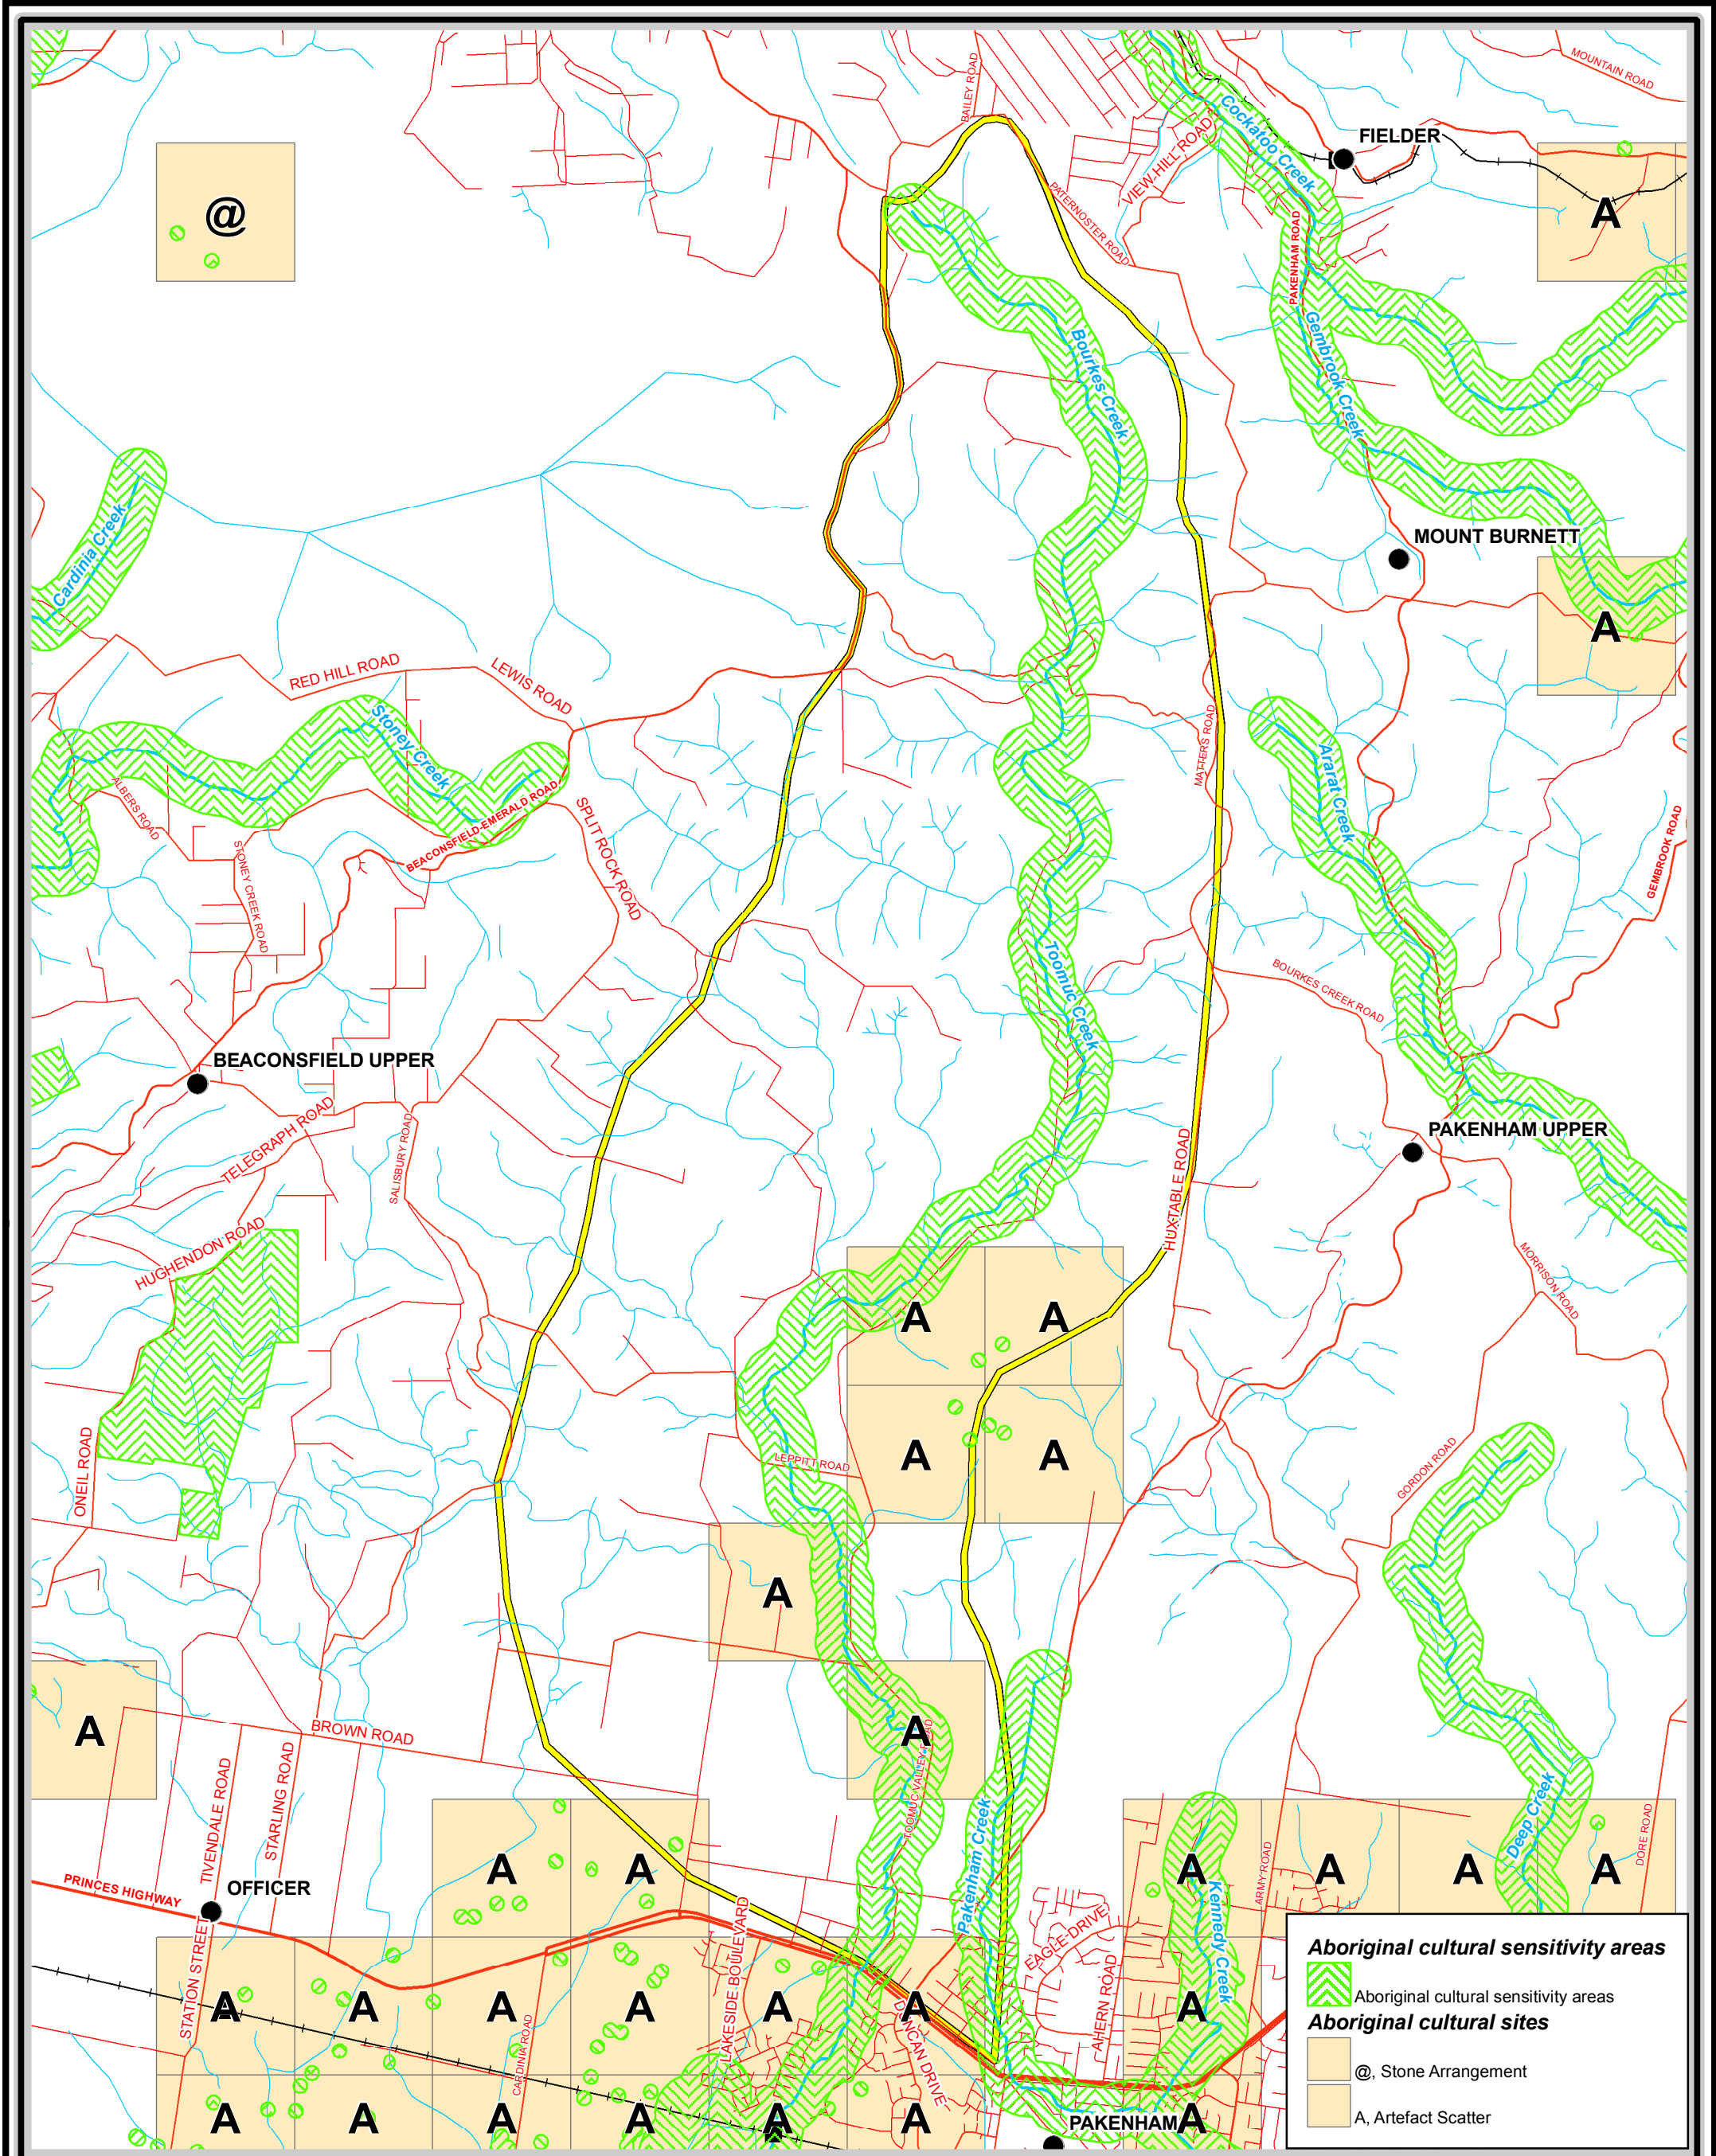 MOUNTAIN ROAD
BAILEY ROAD
Cockatoo Creek
FIELDER
VIEW HILL ROAD
@
PATERNOSTER ROAD
A
PAKENHAM ROAD
Bourkes Creek
Gembrook Creek
MOUNT BURNETT
Cardinia Creek
A
RED HILL ROAD
LEWIS ROAD
Stoney Creek
MATTERS ROAD
Ararat Creek
ALBERS ROAD
BEACONSFIELD-EMERALD ROAD
SPLIT ROCK ROAD
GEMBROOK ROAD
STONEY CREEK ROAD
Toomuc Creek
BOURKES CREEK ROAD
BEACONSFIELD UPPER
TELEGRAPH ROAD
SALISBURY ROAD
PAKENHAM UPPER
HUXTABLE ROAD
HUGHENDON ROAD
MORRISON ROAD
A
A
ONEIL ROAD
LEPPITT ROAD
A
A
GORDON ROAD
A
A
BROWN ROAD
A
TOOMUC VALLEY ROAD
TIVENDALE ROAD
STARLING ROAD
Pakenham Creek
Deep Creek
DORE ROAD
PRINCES HIGHWAY
OFFICER
A
A
A
ARMY ROAD
A
A
A
Kennedy Creek
EAGLE DRIVE
STATION STREET
LAKESIDE BOULEVARD
AHERN ROAD
A
A
A
A
A
A
A
CARDINIA ROAD
DUNCAN DRIVE
A
A
A
A
A
A
PAKENHAM
A
Aboriginal cultural sensitivity areas
Aboriginal cultural sensitivity areas
Aboriginal cultural sites
@, Stone Arrangement
A, Artefact Scatter